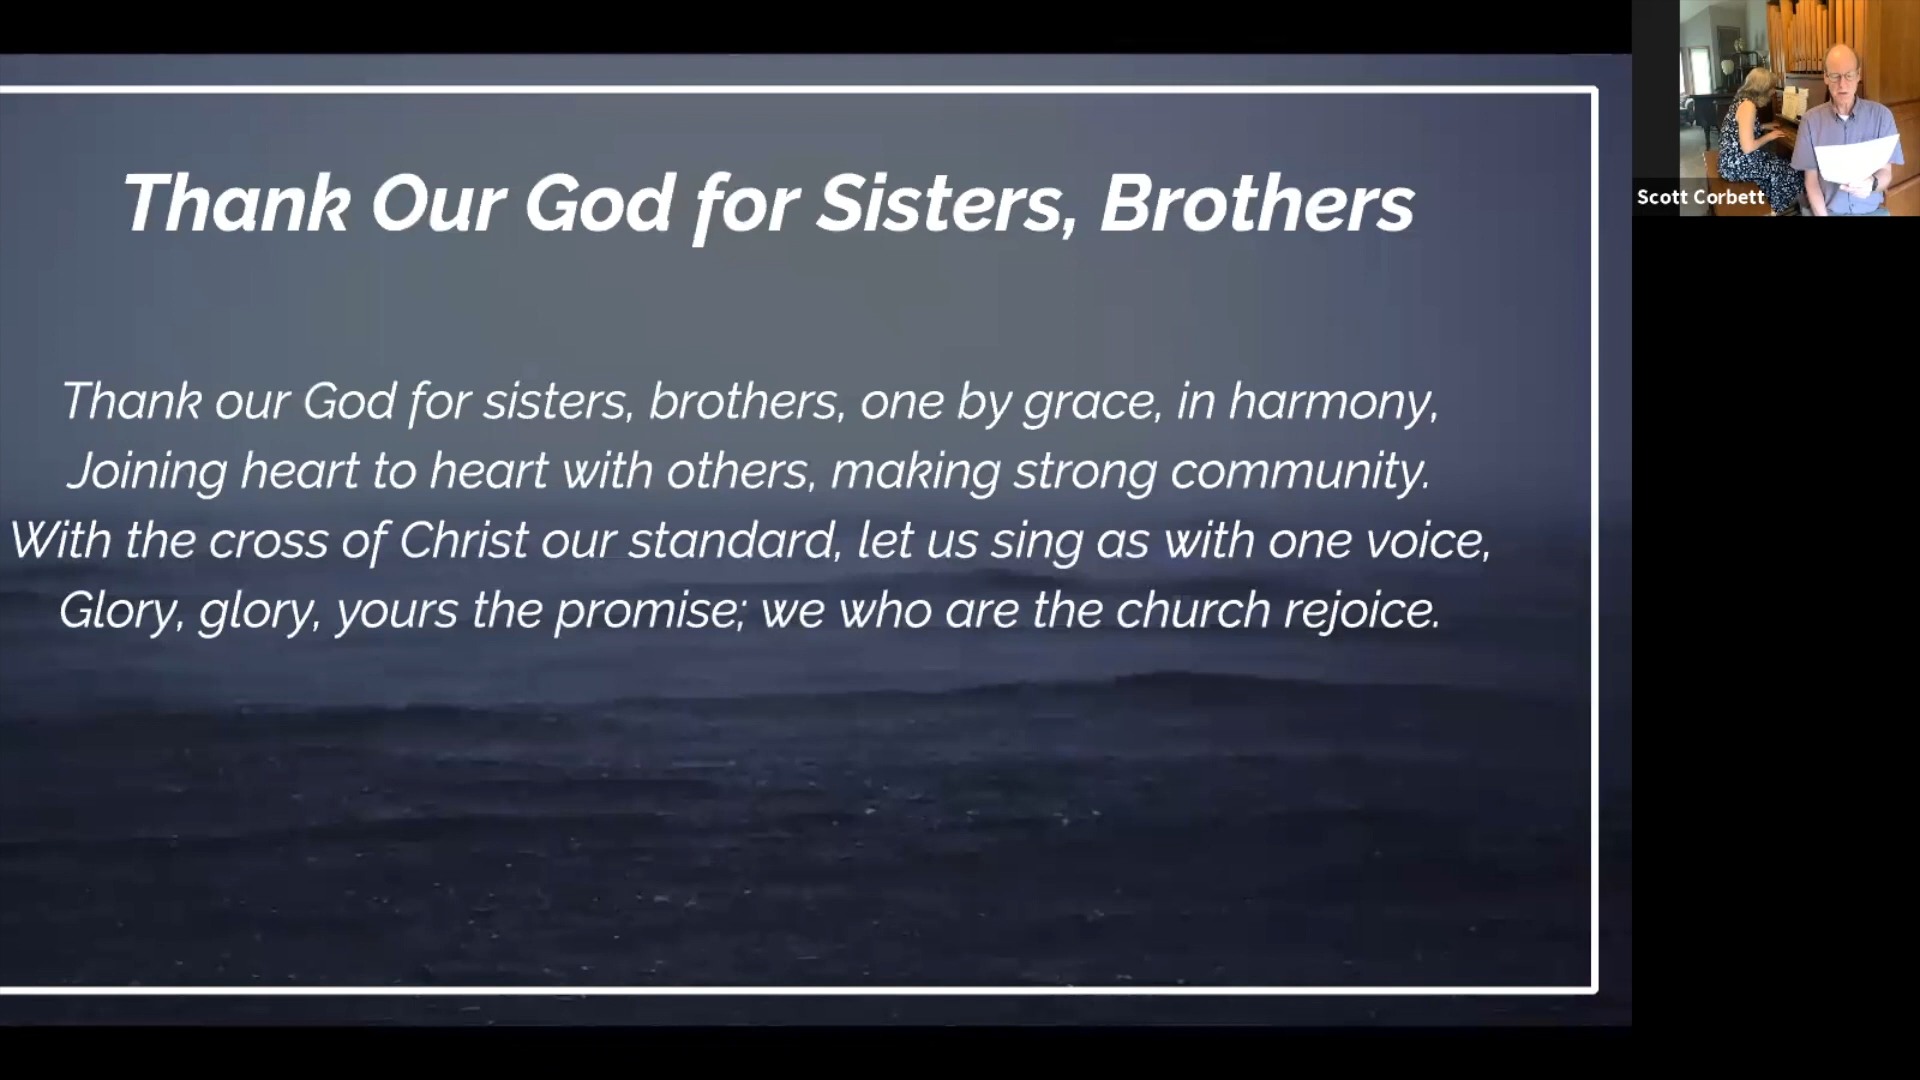 Thank Our God for Sisters, Brothers
Thank our God for sisters, brothers, one by grace, in harmony,
Joining heart to heart with others, making strong community.
With the cross of Christ our standard, let us sing as with one voice,
Glory, glory, yours the promise; we who are the church rejoice.
Scott Corbett